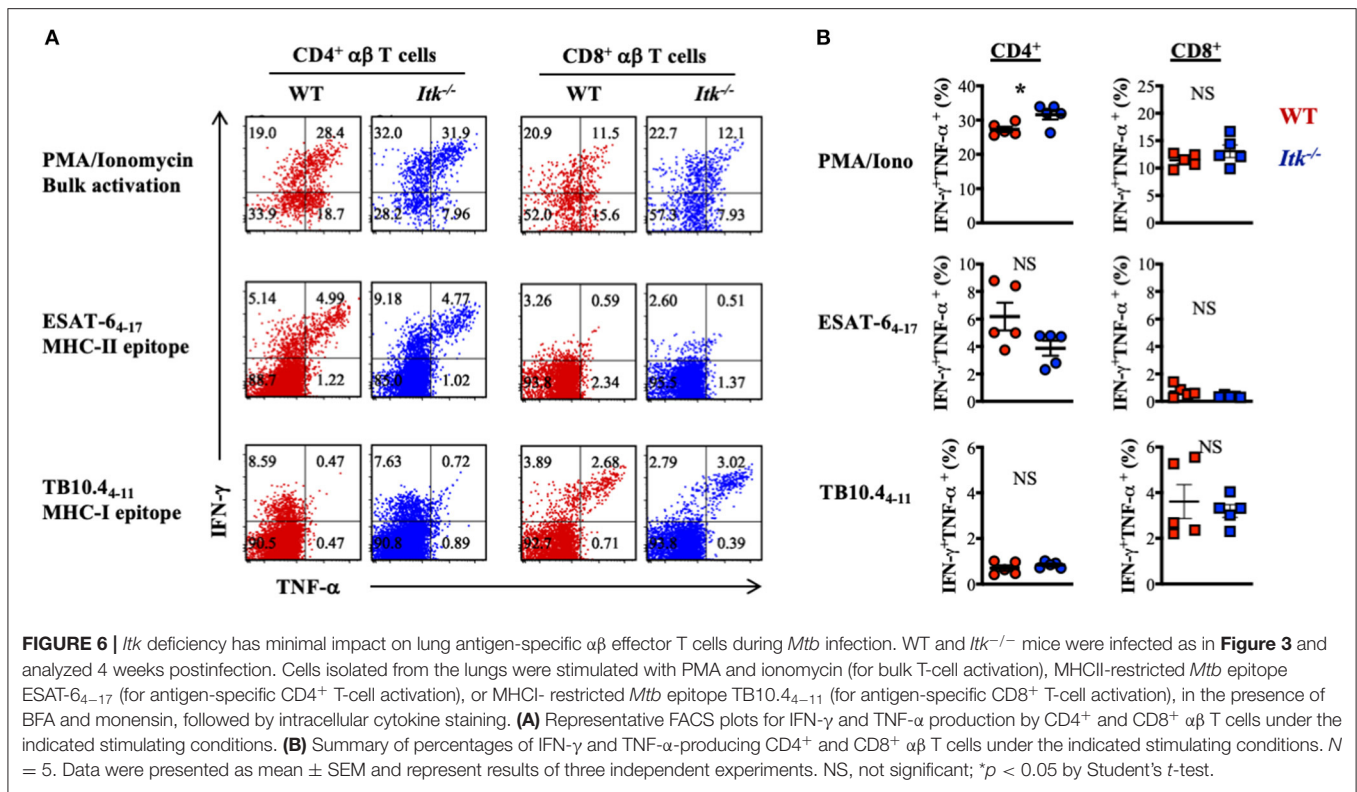 A
CD4⁺ αβ T cells
CD8⁺ αβ T cells
WT
Itk⁻/⁻
WT
Itk⁻/⁻
PMA/Ionomycin
Bulk activation
19.0 28.4
33.9 18.7
32.0 31.9
28.2 7.96
20.9 11.5
52.0 15.6
22.7 12.1
57.3 7.93
ESAT-6₄₋₁₇
MHC-II epitope
5.14 4.99
88.7 1.22
9.18 4.77
85.0 1.02
3.26 0.59
93.8 2.34
2.60 0.51
95.5 1.37
TB10.4₄₋₁₁
MHC-I epitope
8.59 0.47
90.5 0.47
7.63 0.72
90.8 0.89
3.89 2.68
92.7 0.71
2.79 3.02
93.8 0.39
IFN-γ
TNF-α
B
CD4⁺
CD8⁺
WT
Itk⁻/⁻
PMA/Iono
IFN-γ⁺TNF-α⁺ (%)
40
30
20
10
0
*
IFN-γ⁺TNF-α⁺ (%)
25
20
15
10
5
0
NS
ESAT-6₄₋₁₇
IFN-γ⁺TNF-α⁺ (%)
10
8
6
4
2
0
NS
IFN-γ⁺TNF-α⁺ (%)
10
8
6
4
2
0
NS
TB10.4₄₋₁₁
IFN-γ⁺TNF-α⁺ (%)
6
4
2
0
NS
IFN-γ⁺TNF-α⁺ (%)
6
4
2
0
NS
FIGURE 6 | Itk deficiency has minimal impact on lung antigen-specific αβ effector T cells during Mtb infection. WT and Itk⁻/⁻ mice were infected as in Figure 3 and
analyzed 4 weeks postinfection. Cells isolated from the lungs were stimulated with PMA and ionomycin (for bulk T-cell activation), MHCII-restricted Mtb epitope
ESAT-6₄₋₁₇ (for antigen-specific CD4⁺ T-cell activation), or MHCI- restricted Mtb epitope TB10.4₄₋₁₁ (for antigen-specific CD8⁺ T-cell activation), in the presence of
BFA and monensin, followed by intracellular cytokine staining. (A) Representative FACS plots for IFN-γ and TNF-α production by CD4⁺ and CD8⁺ αβ T cells under the
indicated stimulating conditions. (B) Summary of percentages of IFN-γ and TNF-α-producing CD4⁺ and CD8⁺ αβ T cells under the indicated stimulating conditions. N
= 5. Data were presented as mean ± SEM and represent results of three independent experiments. NS, not significant; *p < 0.05 by Student's t-test.